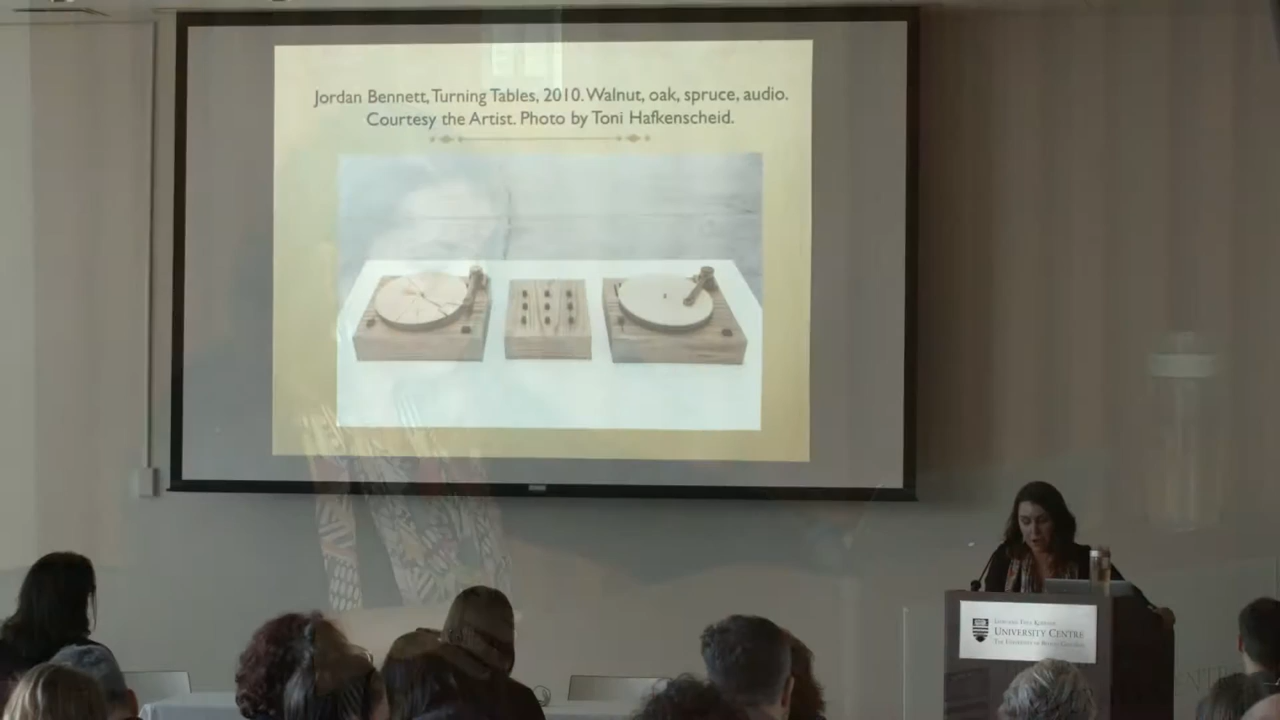 Jordan Bennett, Turning Tables, 2010. Walnut, oak, spruce, audio.
Courtesy the Artist. Photo by Toni Hafkenscheid.
UNIVERSITY CENTRE